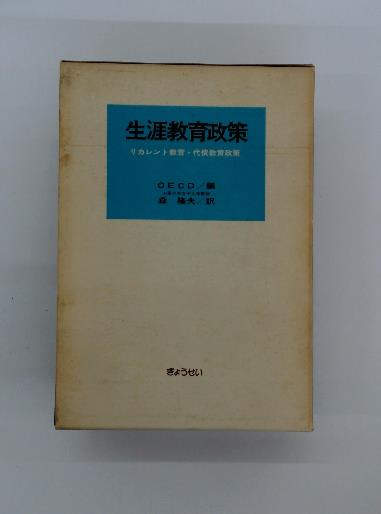 生涯教育政策
リカレント教育・代償教育政策
OECD/編
森 隆夫/訳
ぎょうせい